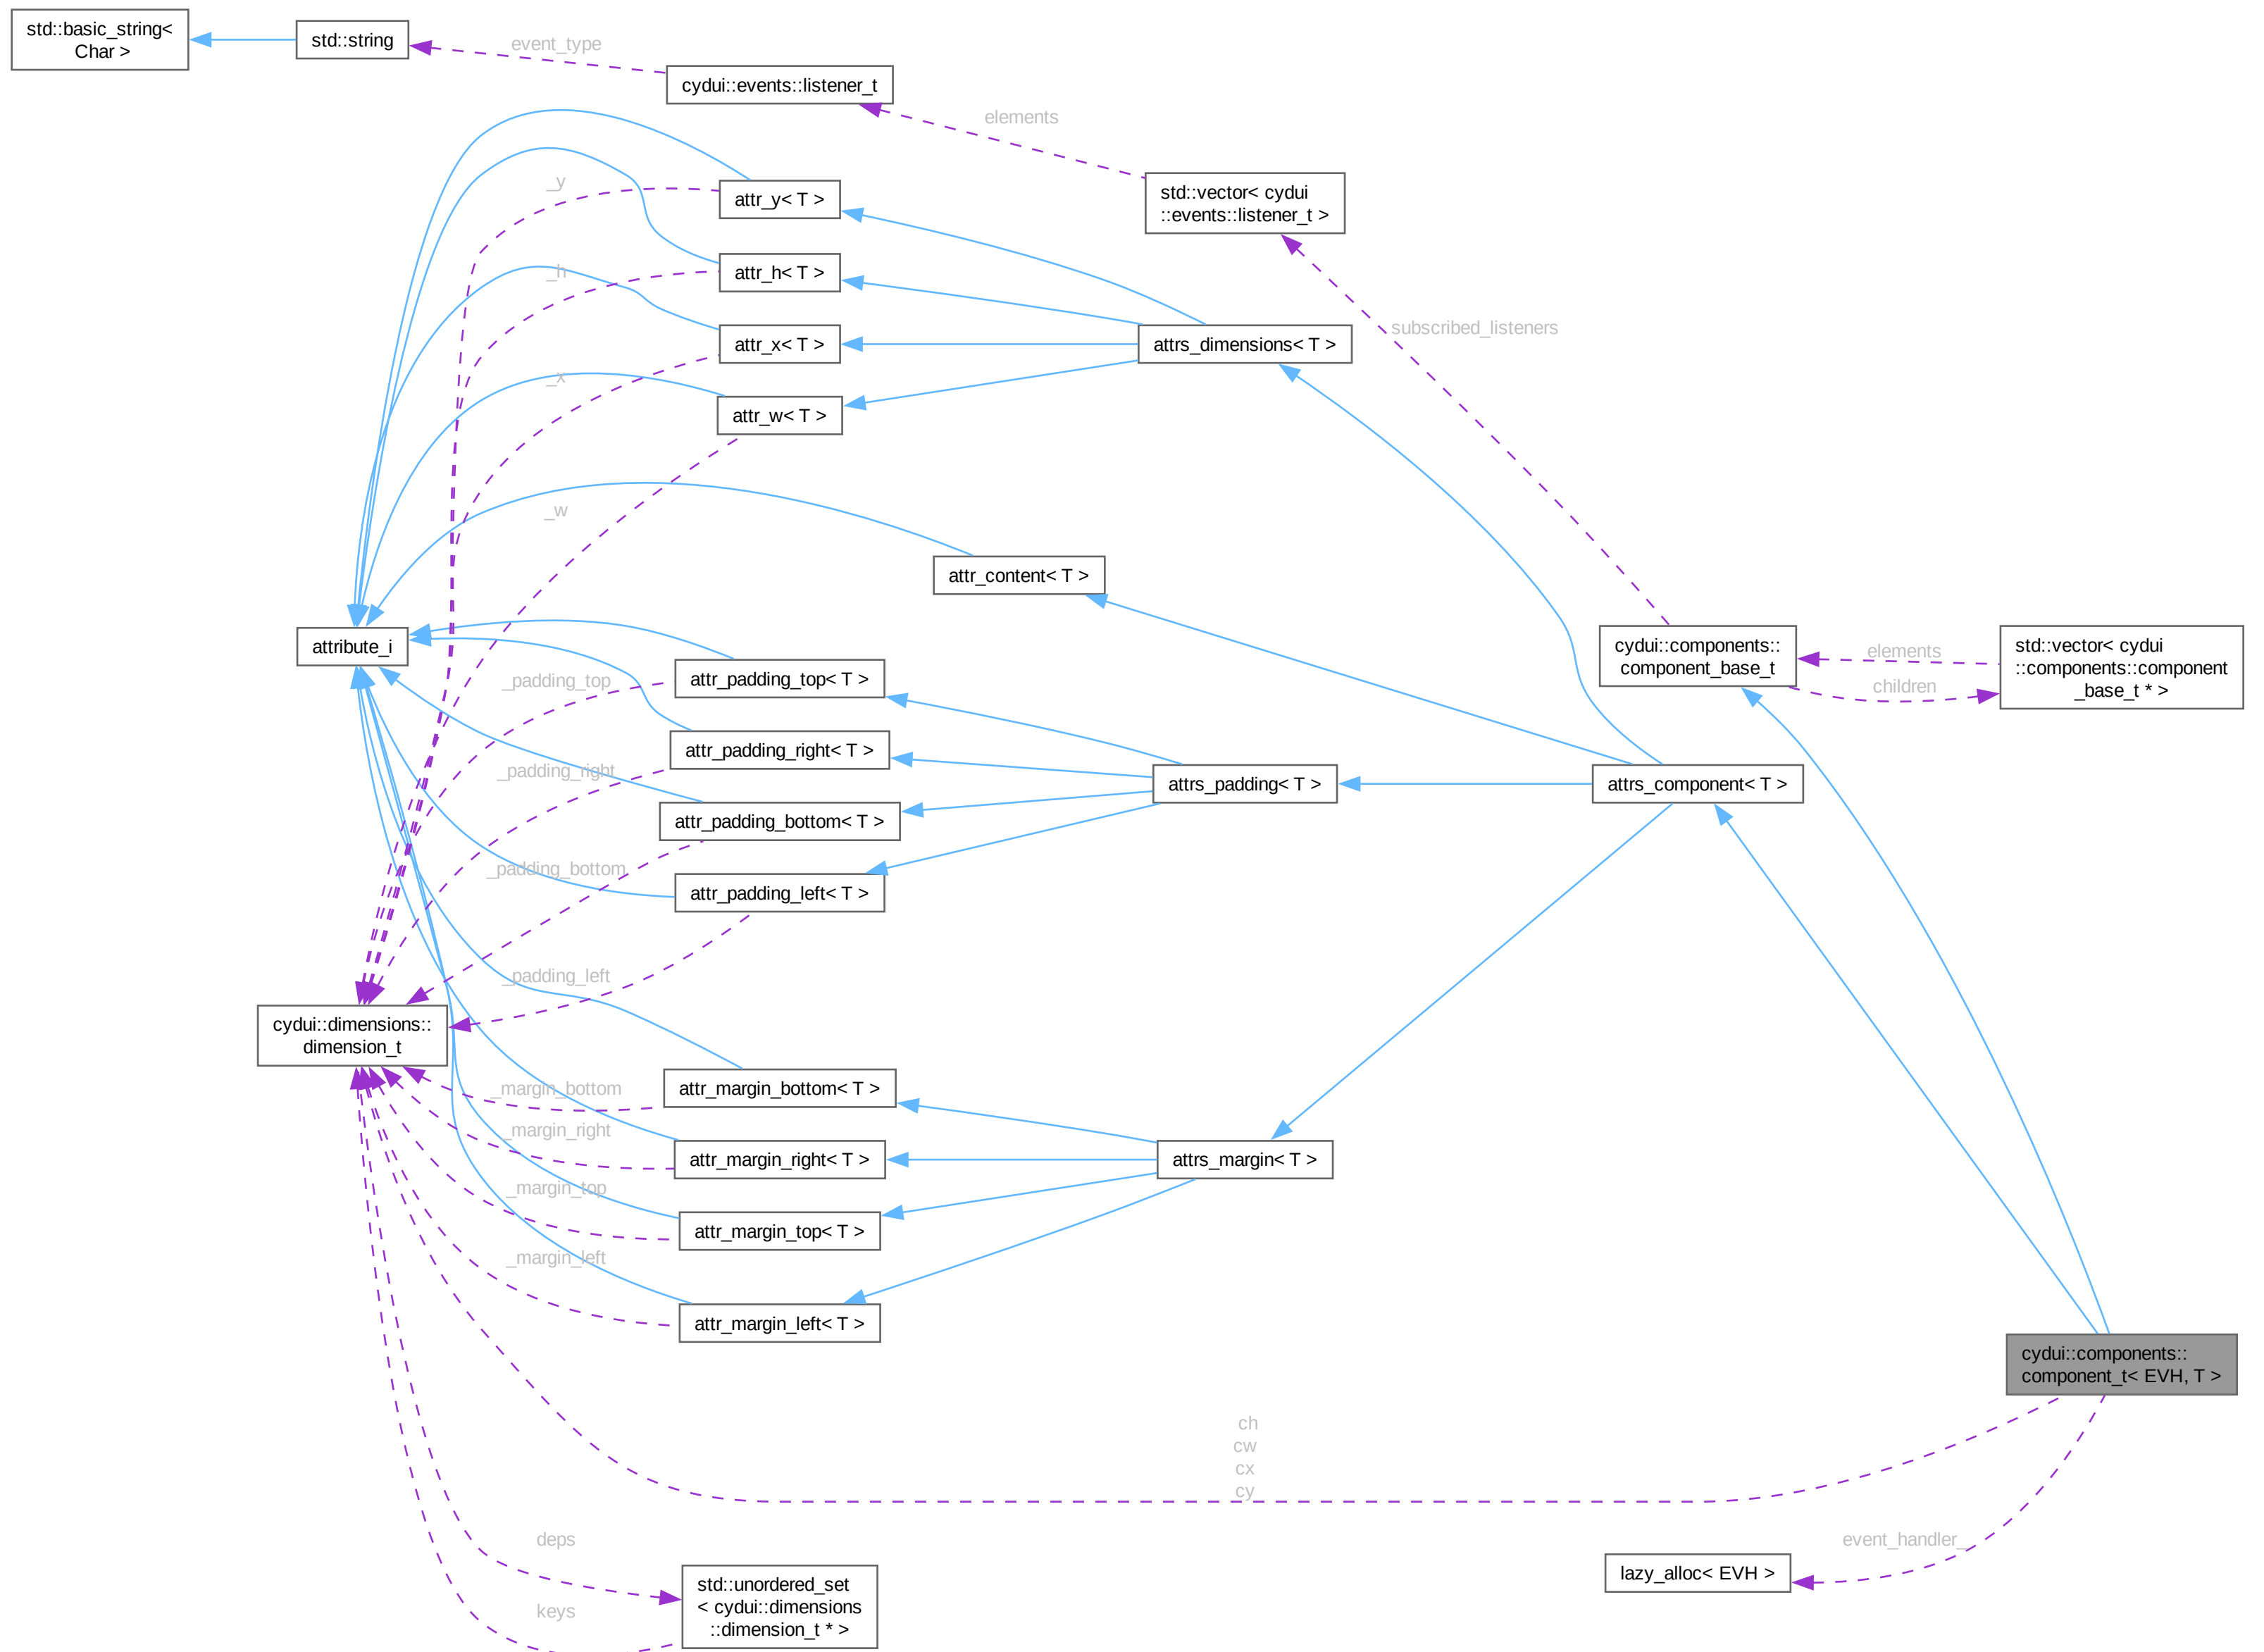 std::basic_string<
Char >
std::string
event_type
cydui::events::listener_t
elements
std::vector< cydui
::events::listener_t >
_y
attr_y< T >
_h
attr_h< T >
subscribed_listeners
attr_x< T >
attrs_dimensions< T >
_x
attr_w< T >
_w
attr_content< T >
attribute_i
cydui::components::
component_base_t
elements
children
std::vector< cydui
::components::component
_base_t * >
_padding_top
attr_padding_top< T >
attr_padding_right< T >
_padding_right
attrs_padding< T >
attrs_component< T >
attr_padding_bottom< T >
_padding_bottom
attr_padding_left< T >
_padding_left
cydui::dimensions::
dimension_t
_margin_bottom
attr_margin_bottom< T >
_margin_right
attr_margin_right< T >
attrs_margin< T >
_margin_top
attr_margin_top< T >
_margin_left
attr_margin_left< T >
cydui::components::
component_t< EVH, T >
ch
cw
cx
cy
event_handler_
lazy_alloc< EVH >
deps
keys
std::unordered_set
< cydui::dimensions
::dimension_t * >